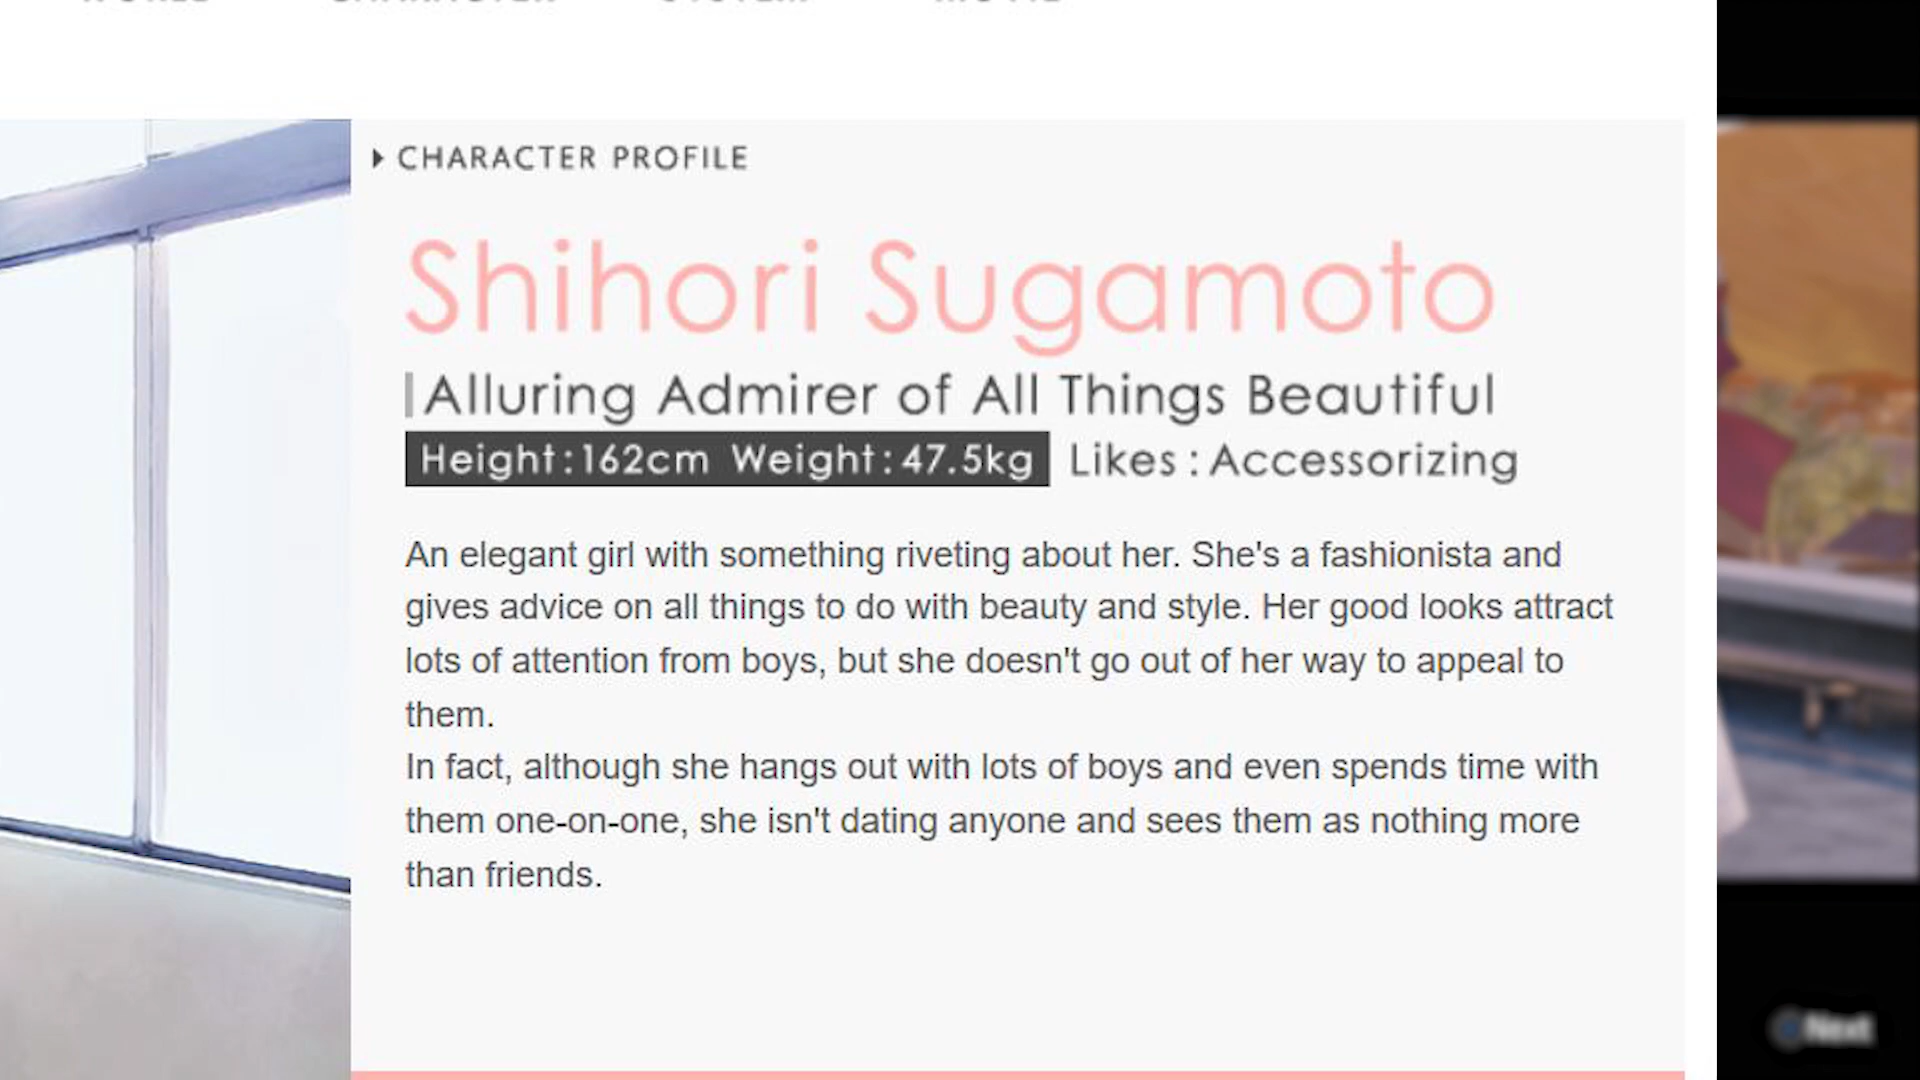 CHARACTER PROFILE
Shihori Sugamoto
Alluring Admirer of All Things Beautiful
Height:162cm Weight:47.5kg Likes:Accessorizing
An elegant girl with something riveting about her. She's a fashionista and
gives advice on all things to do with beauty and style. Her good looks attract
lots of attention from boys, but she doesn't go out of her way to appeal to
them.
In fact, although she hangs out with lots of boys and even spends time with
them one-on-one, she isn't dating anyone and sees them as nothing more
than friends.
Next